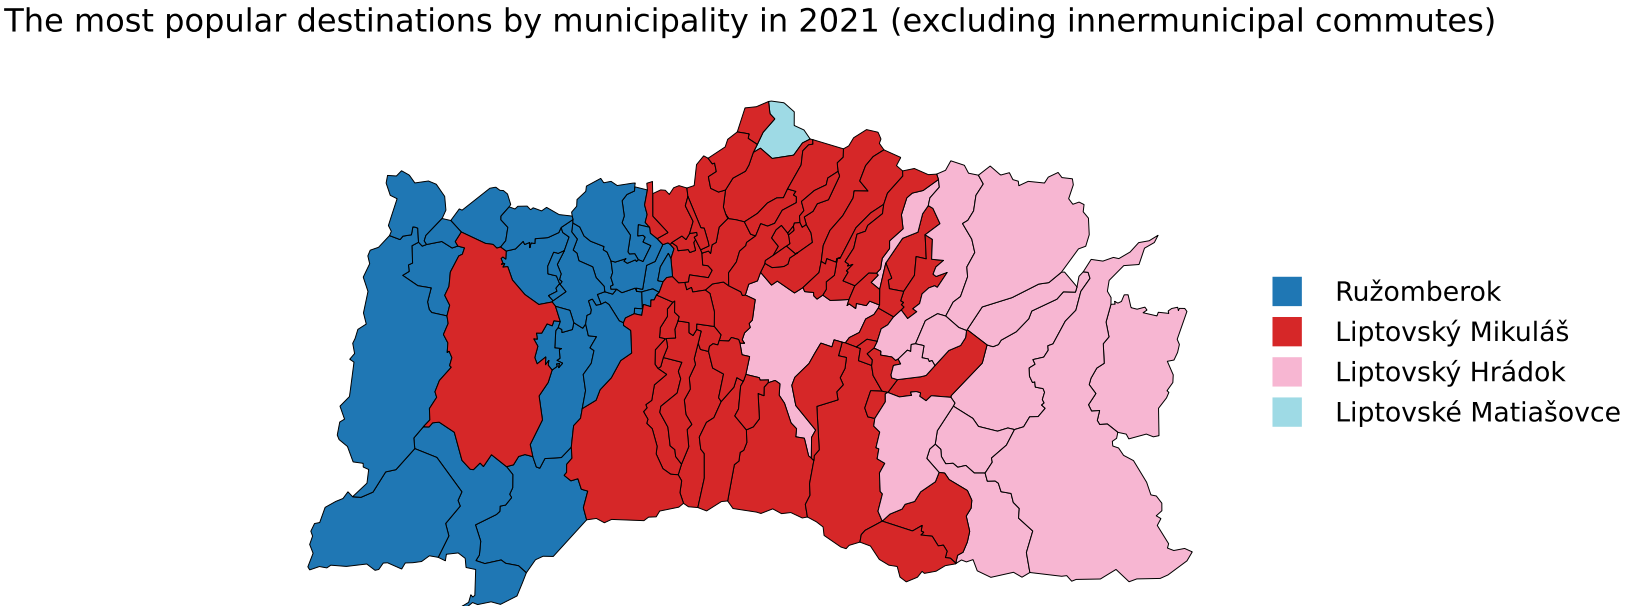 The most popular destinations by municipality in 2021 (excluding innermunicipal commutes)
Ružomberok
Liptovský Mikuláš
Liptovský Hrádok
Liptovské Matiašovce